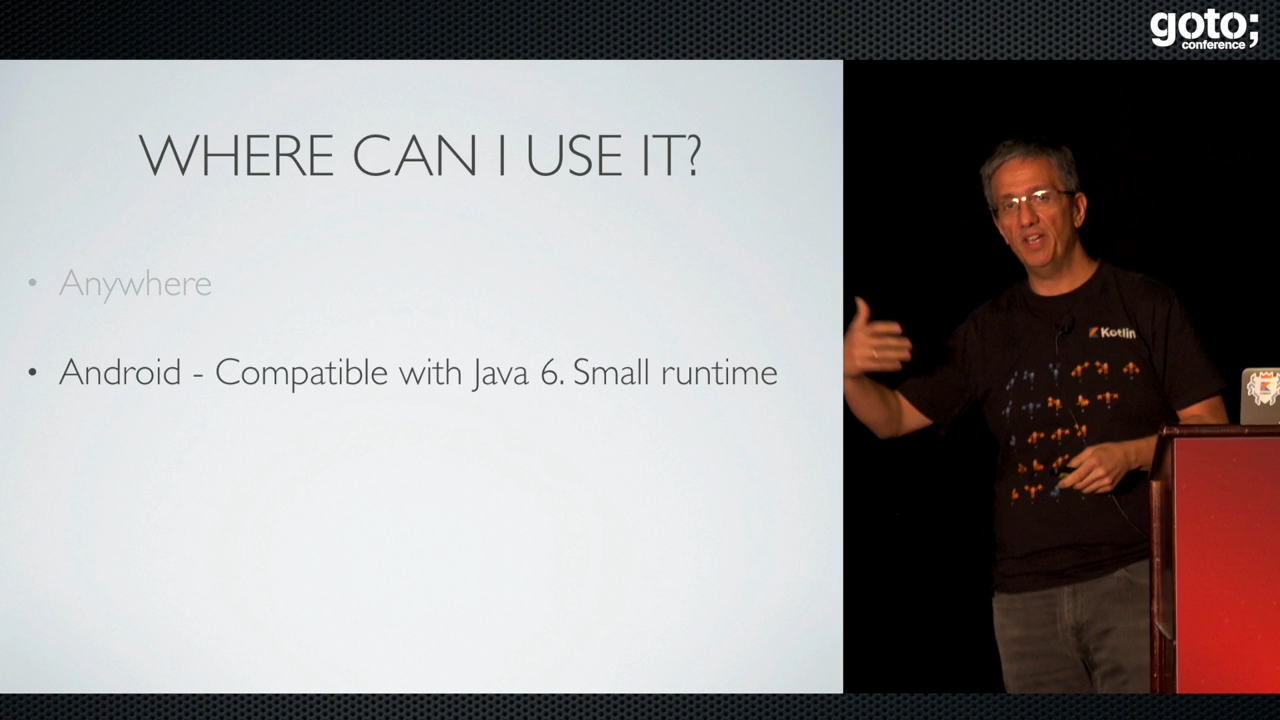 goto;
conference
WHERE CAN I USE IT?
• Anywhere
• Android - Compatible with Java 6. Small runtime
Kotlin